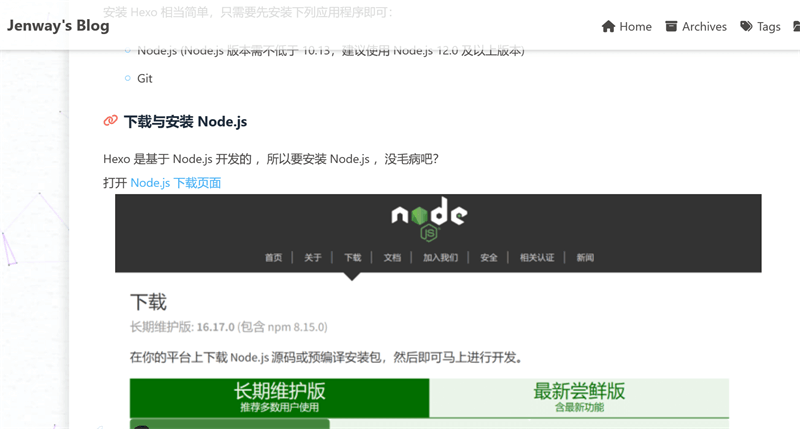 安装 Hexo 相当简单，只需要先安装下列应用程序即可：
Jenway's Blog
Home
Archives
Tags
Node.js (Node.js 版本需不低于 10.13，建议使用 Node.js 12.0 及以上版本)
Git
下载与安装 Node.js
Hexo 是基于 Node.js 开发的 ，所以要安装 Node.js ，没毛病吧?
打开 Node.js 下载页面
node
JS
首页 | 关于 | 下载 | 文档 | 加入我们 | 安全 | 相关认证 | 新闻
下载
长期维护版: 16.17.0 (包含 npm 8.15.0)
在你的平台上下载 Node.js 源码或预编译安装包，然后即可马上进行开发。
长期维护版
推荐多数用户使用
最新尝鲜版
含最新功能